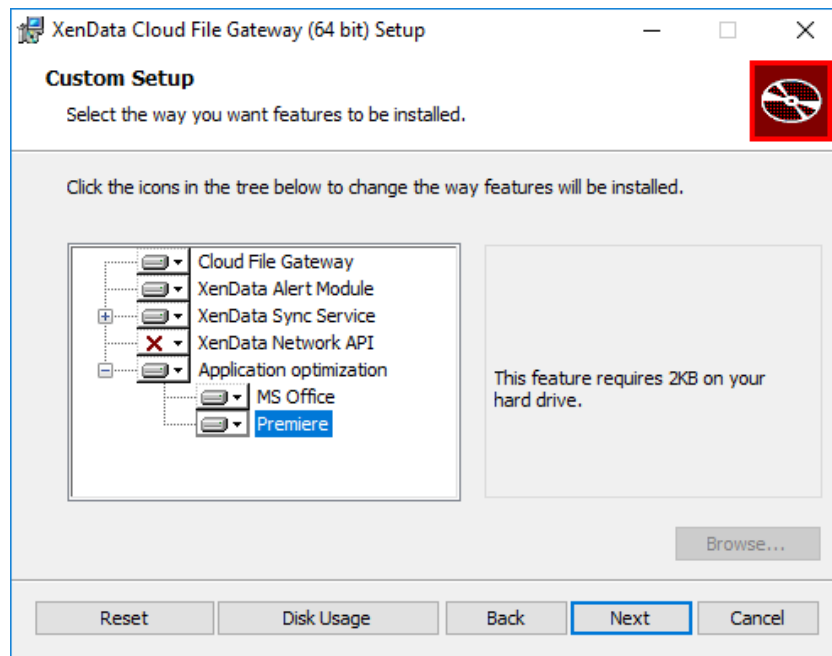 XenData Cloud File Gateway (64 bit) Setup
Custom Setup
Select the way you want features to be installed.
Click the icons in the tree below to change the way features will be installed.
Cloud File Gateway
XenData Alert Module
XenData Sync Service
XenData Network API
Application optimization
MS Office
Premiere
This feature requires 2KB on your
hard drive.
Browse...
Reset
Disk Usage
Back
Next
Cancel